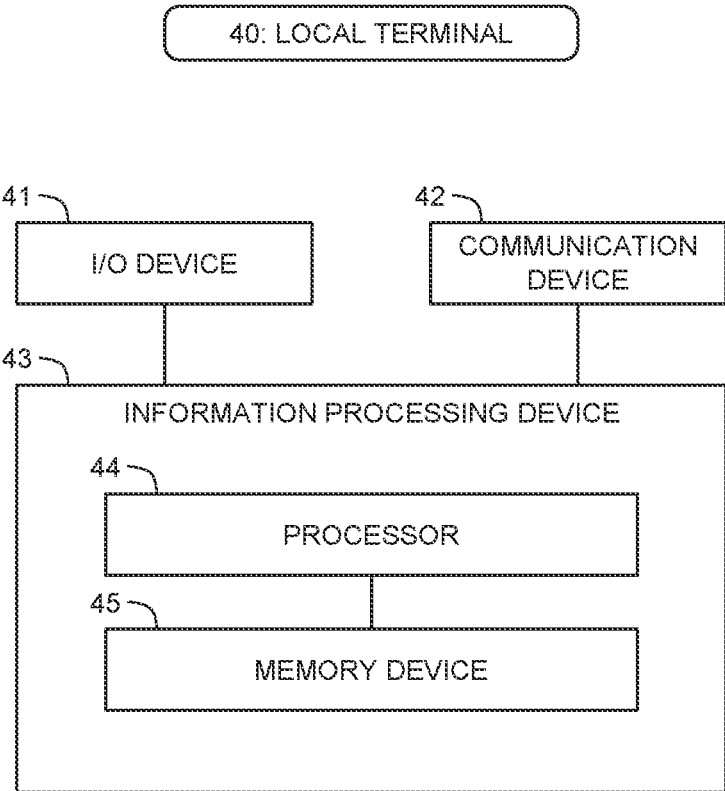 40: LOCAL TERMINAL
41
42
I/O DEVICE
COMMUNICATION
DEVICE
43
INFORMATION PROCESSING DEVICE
44
PROCESSOR
45
MEMORY DEVICE